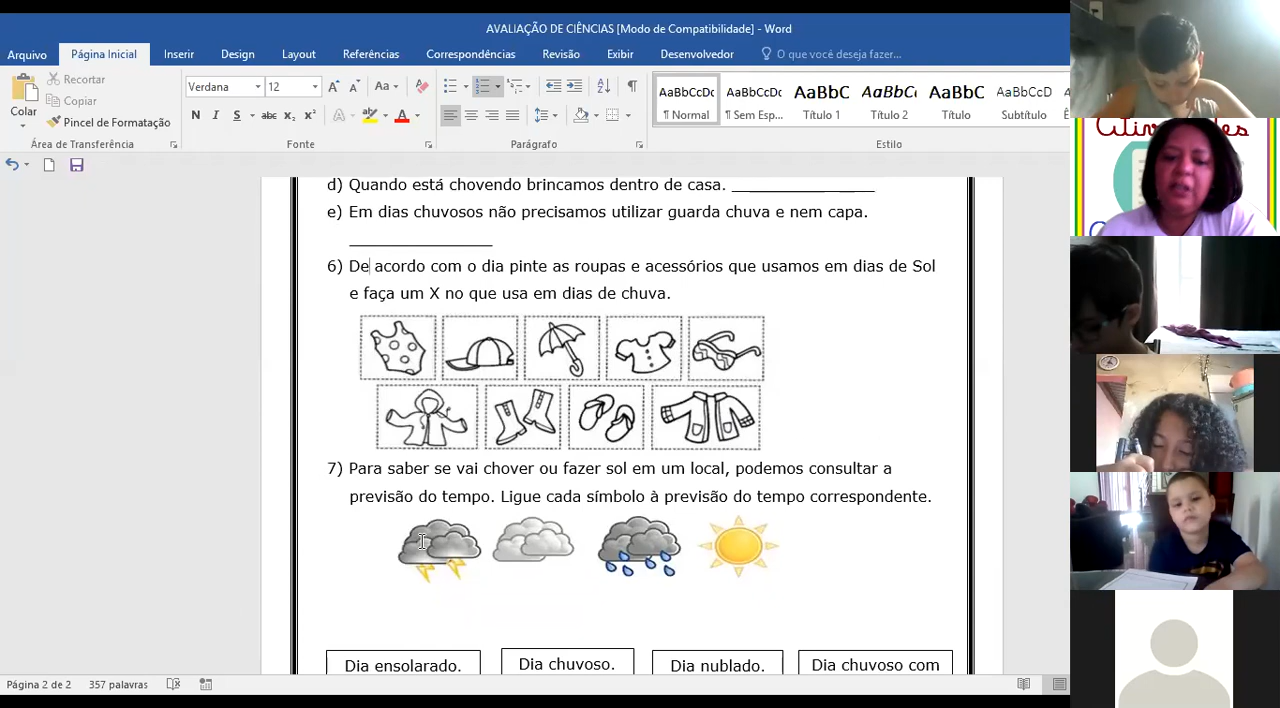 AVALIAÇÃO DE CIÊNCIAS [Modo de Compatibilidade] - Word
Arquivo Página Inicial Inserir Design Layout Referências Correspondências Revisão Exibir Desenvolvedor O que você deseja fazer...
Colar
Recortar
Copiar
Pincel de Formatação
Área de Transferência
Verdana 12
Fonte
Parágrafo
AaBbCcDc AaBbCcDc AaBbC AaBbCc AaBbC AaBbCcD
¶ Normal ¶ Sem Esp... Título 1 Título 2 Título Subtítulo
Estilo
d) Quando está chovendo brincamos dentro de casa. ____________________
e) Em dias chuvosos não precisamos utilizar guarda chuva e nem capa.
____________________
6) De acordo com o dia pinte as roupas e acessórios que usamos em dias de Sol
e faça um X no que usa em dias de chuva.
7) Para saber se vai chover ou fazer sol em um local, podemos consultar a
previsão do tempo. Ligue cada símbolo à previsão do tempo correspondente.
Dia ensolarado. Dia chuvoso. Dia nublado. Dia chuvoso com
Página 2 de 2 357 palavras
Atividades